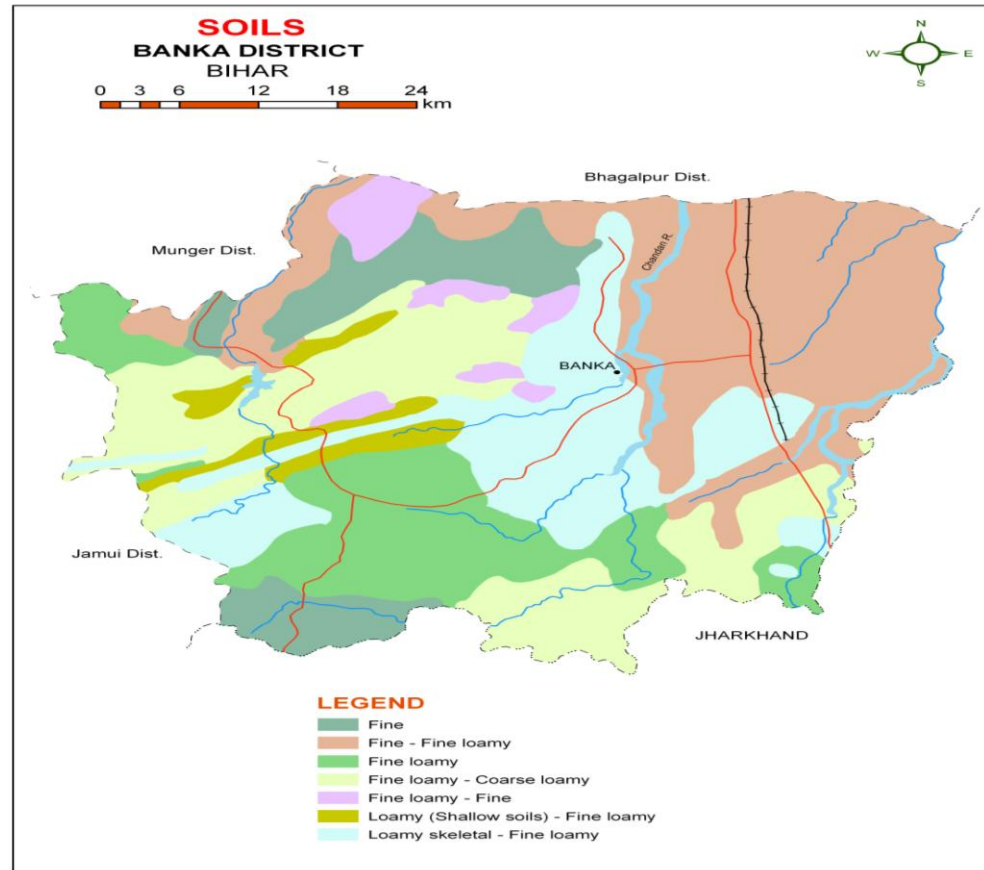 SOILS
BANKA DISTRICT
BIHAR
0 3 6 12 18 24
km
N
W E
S
Bhagalpur Dist.
Munger Dist.
Chandan R.
BANKA
Jamui Dist.
JHARKHAND
LEGEND
Fine
Fine - Fine loamy
Fine loamy
Fine loamy - Coarse loamy
Fine loamy - Fine
Loamy (Shallow soils) - Fine loamy
Loamy skeletal - Fine loamy